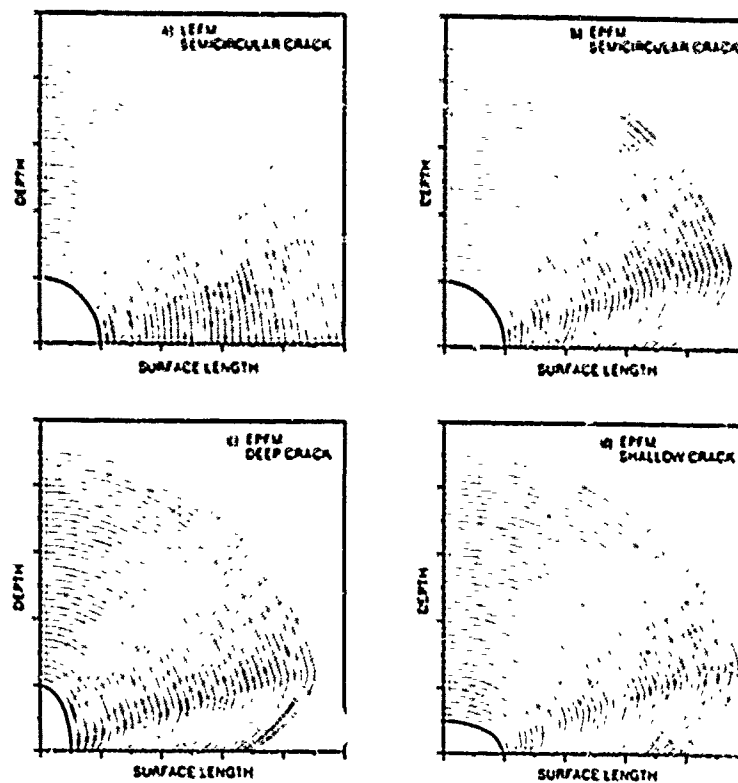 a) LEFM
SEMICIRCULAR CRACK
DEPTH
SURFACE LENGTH
b) EPFM
SEMICIRCULAR CRACK
DEPTH
SURFACE LENGTH
c) EPFM
DEEP CRACK
DEPTH
SURFACE LENGTH
d) EPFM
SHALLOW CRACK
DEPTH
SURFACE LENGTH